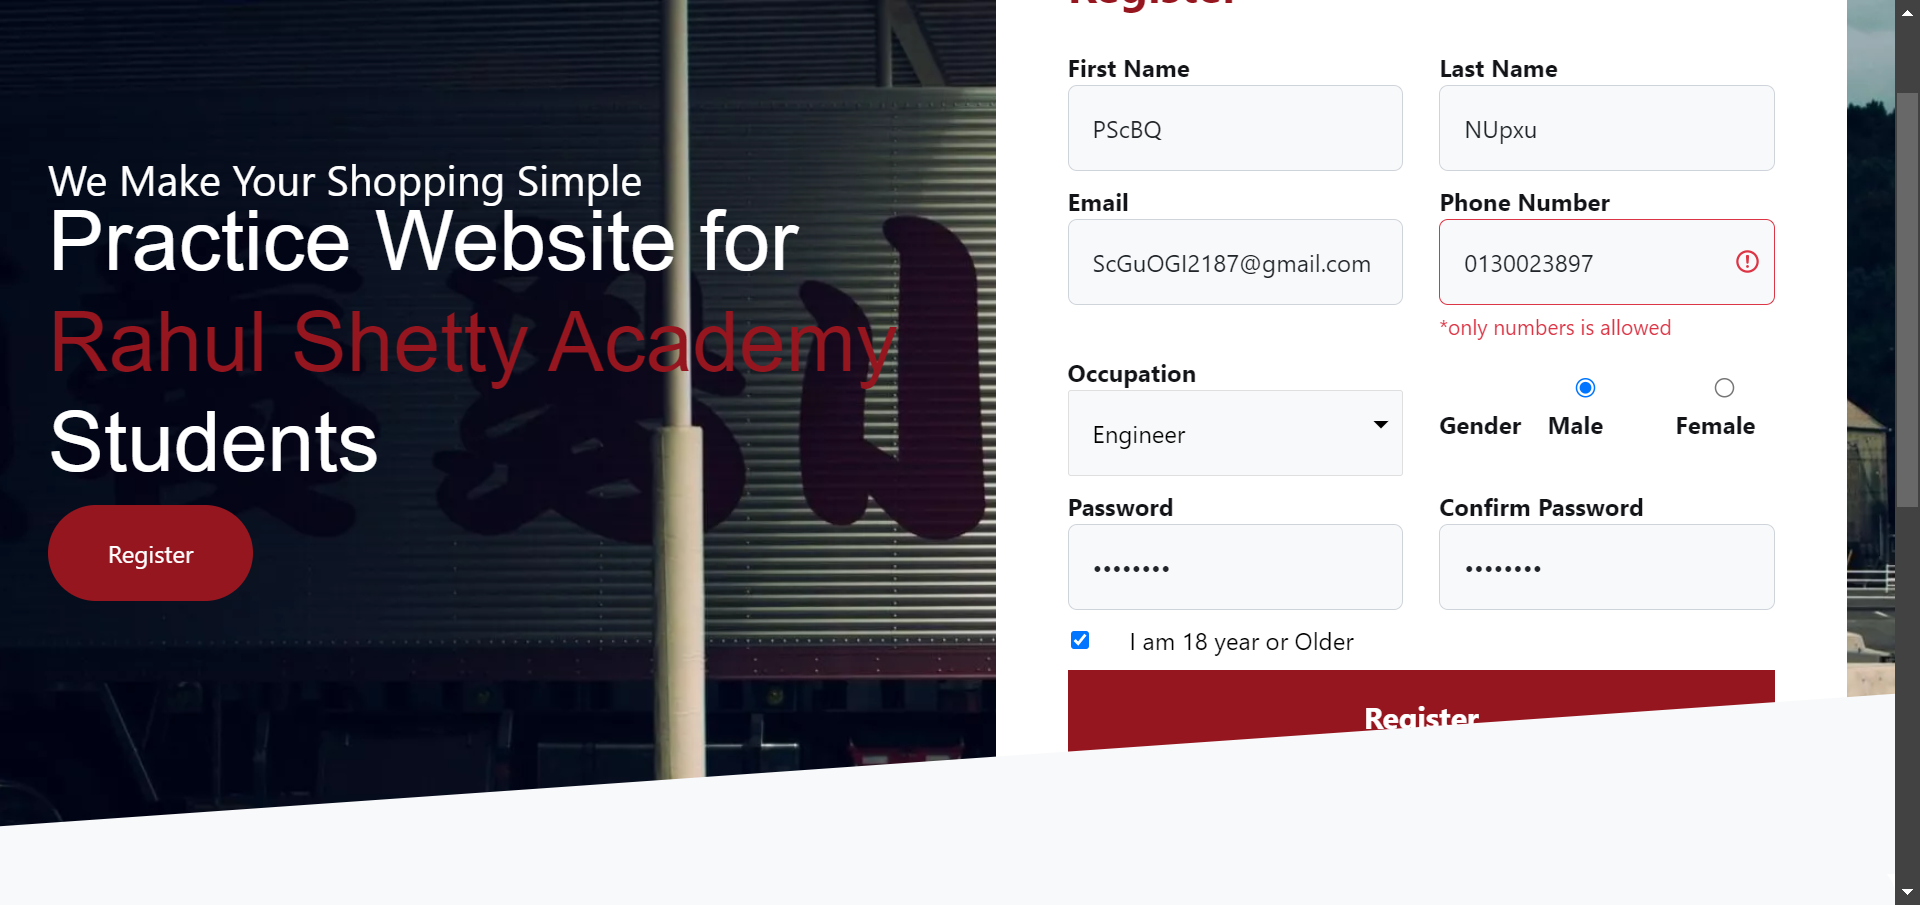 Register
First Name
Last Name
PScBQ
NUpxu
Email
Phone Number
ScGuOGI2187@gmail.com
0130023897
*only numbers is allowed
We Make Your Shopping Simple
Practice Website for
Rahul Shetty Academy
Students
Register
Occupation
Engineer
Gender
Male
Female
Password
Confirm Password
••••••••
••••••••
I am 18 year or Older
Register